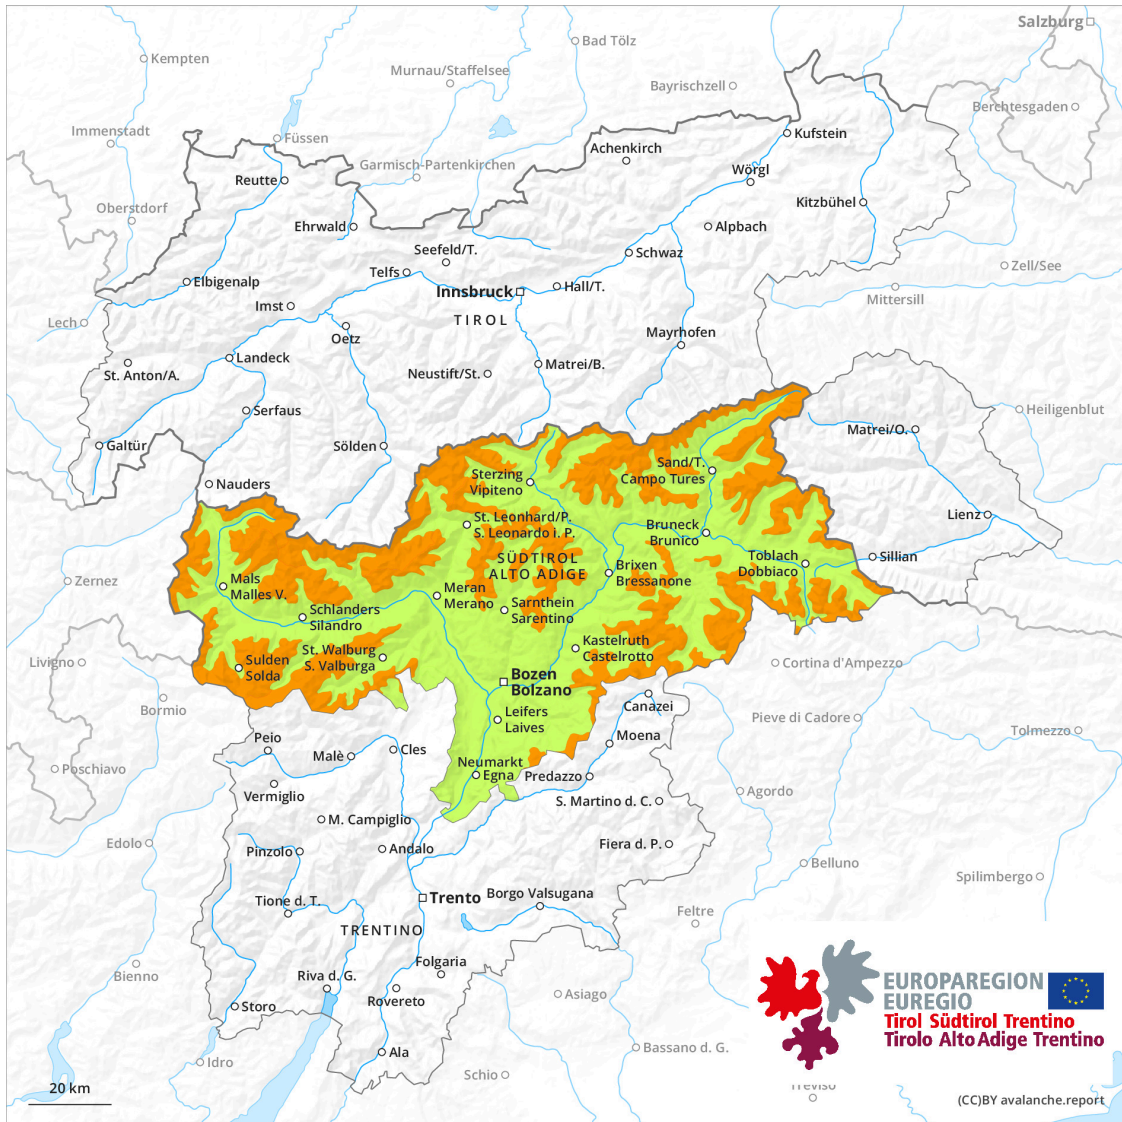 Salzburg
Bad Tölz
Kempten
Murnau/Staffelsee
Bayrischzell
Berchtesgaden
Immenstadt
Füssen
Kufstein
Achenkirch
Garmisch-Partenkirchen
Wörgl
Reutte
Oberstdorf
Kitzbühel
Ehrwald
Alpbach
Seefeld/T.
Schwaz
Zell/See
Telfs
Elbigenalp
Innsbruck
Hall/T.
Mittersill
Imst
TIROL
Lech
Mayrhofen
Oetz
Landeck
Matrei/B.
St. Anton/A.
Neustift/St.
Serfaus
Heiligenblut
Matrei/O.
Galtür
Sölden
Sand/T.
Campo Tures
Sterzing
Vipiteno
Nauders
St. Leonhard/P.
S. Leonardo i. P.
Lienz
Bruneck
Brunico
SÜDTIROL
ALTO ADIGE
Toblach
Dobbiaco
Sillian
Brixen
Bressanone
Zernez
Mals
Malles V.
Meran
Merano
Schlanders
Silandro
Sarnthein
Sarentino
Kastelruth
Castelrotto
St. Walburg
S. Valburga
Livigno
Sulden
Solda
Cortina d'Ampezzo
Bozen
Bolzano
Bormio
Canazei
Leifers
Laives
Pieve di Cadore
Tolmezzo
Peio
Moena
Malè
Cles
Poschiavo
Neumarkt
Egna
Predazzo
Vermiglio
Agordo
S. Martino d. C.
M. Campiglio
Edolo
Pinzolo
Andalo
Fiera d. P.
Belluno
Spilimbergo
Trento
Borgo Valsugana
Tione d. T.
Feltre
TRENTINO
Folgaria
Bienno
Riva d. G.
EUROPAREGION
EUREGIO
Tirol Südtirol Trentino
Tirolo Alto Adige Trentino
Rovereto
Asiago
Storo
Ala
Bassano d. G.
Idro
Schio
Treviso
20 km
(CC)BY avalanche.report